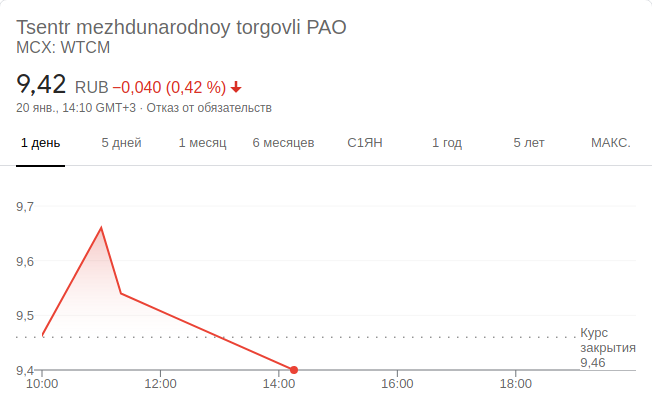 Tsentr mezhdunarodnoy torgovli PAO
MCX: WTCM
9,42 RUB −0,040 (0,42 %)
20 янв., 14:10 GMT+3 · Отказ от обязательств
1 день 5 дней 1 месяц 6 месяцев С1ЯН 1 год 5 лет МАКС.
9,7
9,6
9,5
Курс
закрытия
9,46
9,4
10:00 12:00 14:00 16:00 18:00